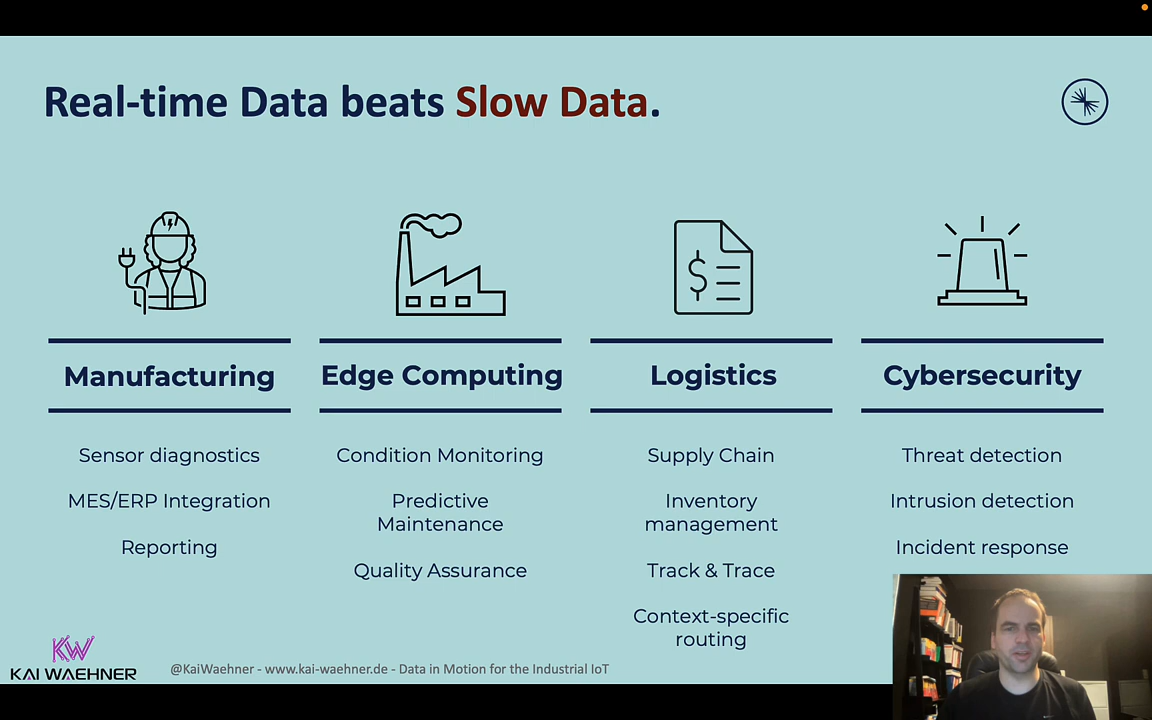 Real-time Data beats Slow Data.
Manufacturing
Sensor diagnostics
MES/ERP Integration
Reporting
Edge Computing
Condition Monitoring
Predictive
Maintenance
Quality Assurance
Logistics
Supply Chain
Inventory
management
Track & Trace
Context-specific
routing
Cybersecurity
Threat detection
Intrusion detection
Incident response
KW
KAI WAEHNER
@KaiWaehner - www.kai-waehner.de - Data in Motion for the Industrial IoT